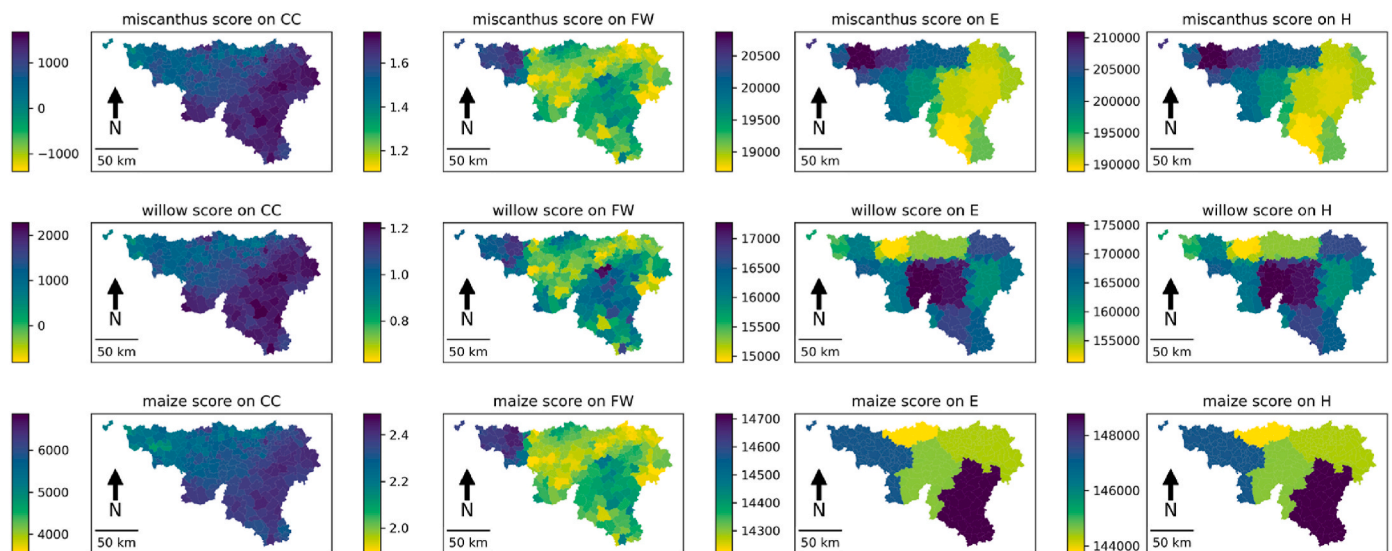 miscanthus score on CC
miscanthus score on FW
miscanthus score on E
miscanthus score on H
1000
0
−1000
N
50 km
1.6
1.4
1.2
N
50 km
20500
20000
19500
19000
N
50 km
210000
205000
200000
195000
190000
N
50 km
willow score on CC
willow score on FW
willow score on E
willow score on H
2000
1000
0
N
50 km
1.2
1.0
0.8
N
50 km
17000
16500
16000
15500
15000
N
50 km
175000
170000
165000
160000
155000
N
50 km
maize score on CC
maize score on FW
maize score on E
maize score on H
6000
5000
4000
N
50 km
2.4
2.2
2.0
N
50 km
14700
14600
14500
14400
14300
N
50 km
148000
146000
144000
N
50 km